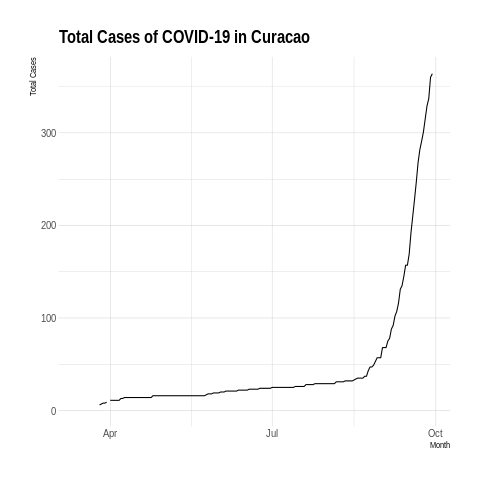 Total Cases of COVID-19 in Curacao
Total Cases
300
200
100
0
Apr
Jul
Oct
Month